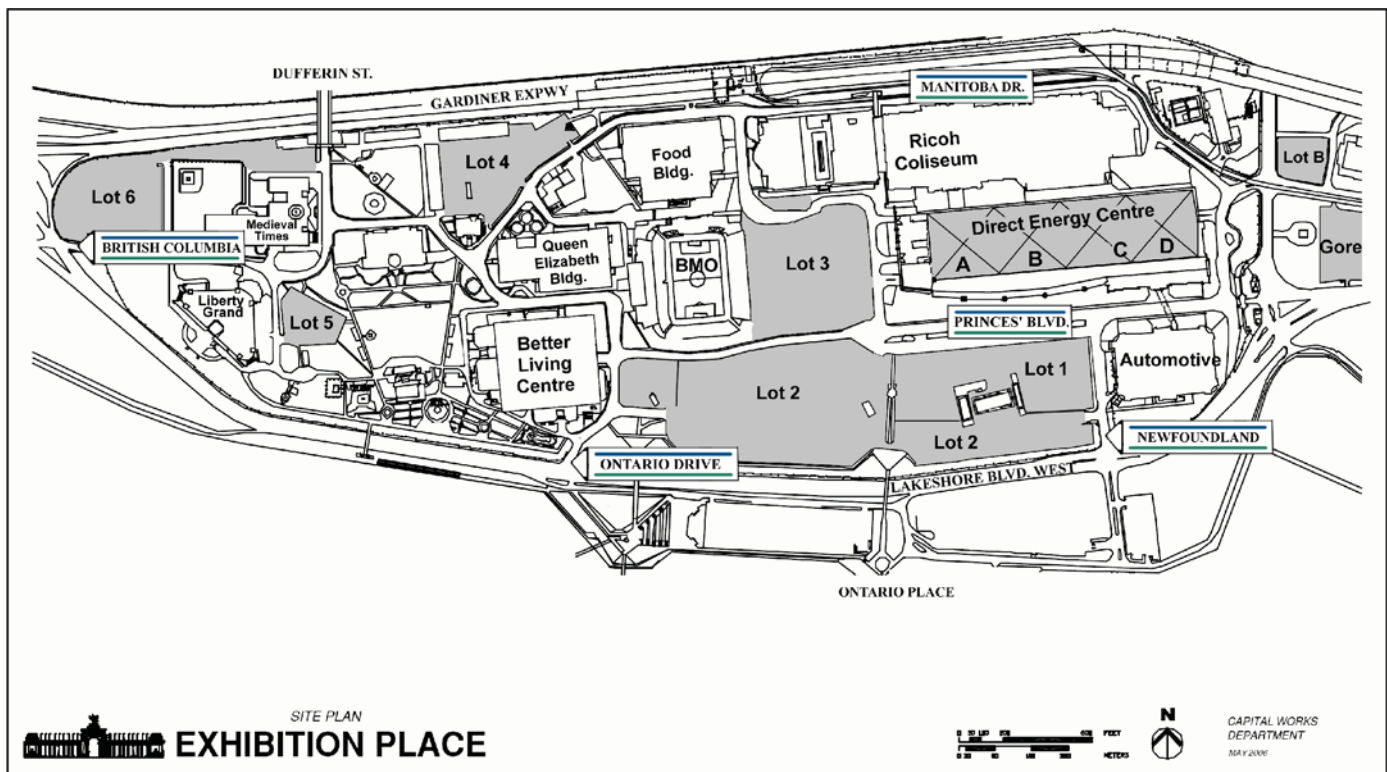 DUFFERIN ST.
GARDINER EXPWY
MANITOBA DR.
Lot 4
Food
Bldg.
Ricoh
Coliseum
Lot B
Lot 6
Medieval
Times
BRITISH COLUMBIA
Queen
Elizabeth
Bldg.
BMO
Lot 3
Direct Energy Centre
A
B
C
D
Gore
Liberty
Grand
Lot 5
PRINCES' BLVD.
Better
Living
Centre
Automotive
Lot 1
Lot 2
Lot 2
NEWFOUNDLAND
ONTARIO DRIVE
LAKESHORE BLVD. WEST
ONTARIO PLACE
SITE PLAN
EXHIBITION PLACE
FEET
METERS
N
CAPITAL WORKS
DEPARTMENT
MAY 2006